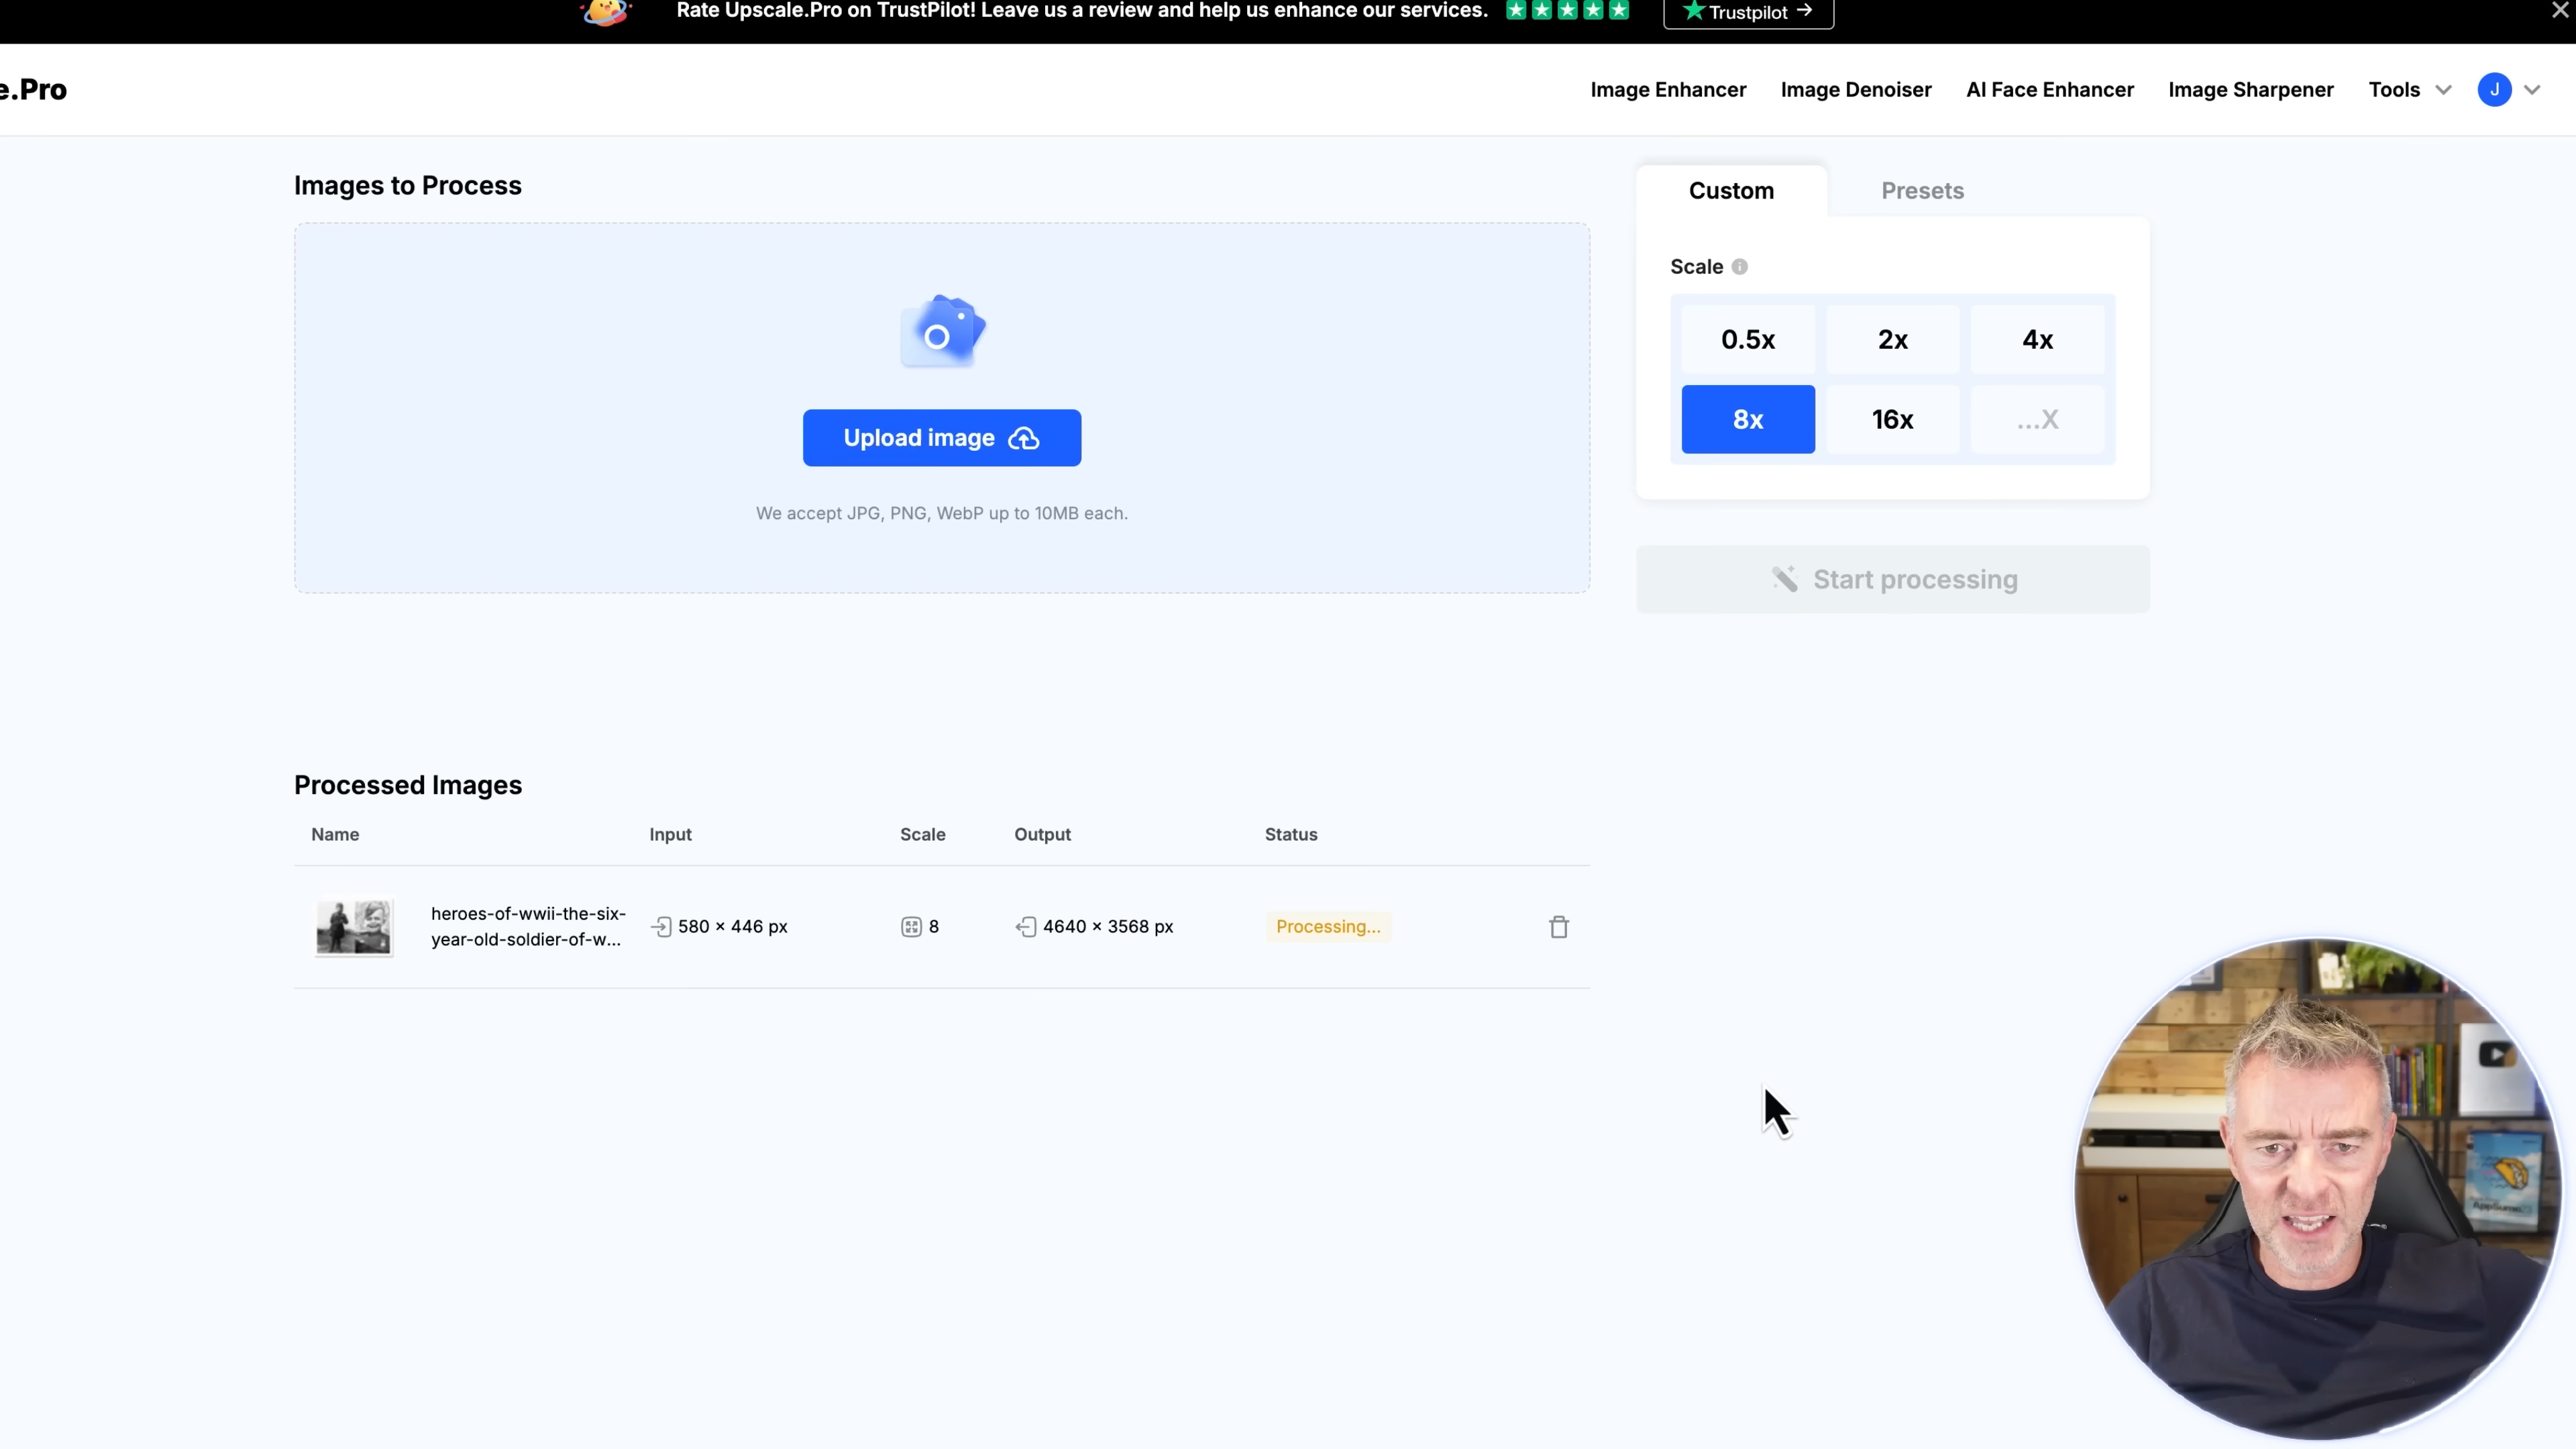 Rate Upscale.Pro on TrustPilot! Leave us a review and help us enhance our services.
Trustpilot →
e.Pro
Image Enhancer
Image Denoiser
AI Face Enhancer
Image Sharpener
Tools
J
Images to Process
Upload image
We accept JPG, PNG, WebP up to 10MB each.
Custom
Presets
Scale
0.5x
2x
4x
8x
16x
...X
Start processing
Processed Images
Name
Input
Scale
Output
Status
heroes-of-wwii-the-six-
year-old-soldier-of-w...
580 × 446 px
8
4640 × 3568 px
Processing...
AppSumo